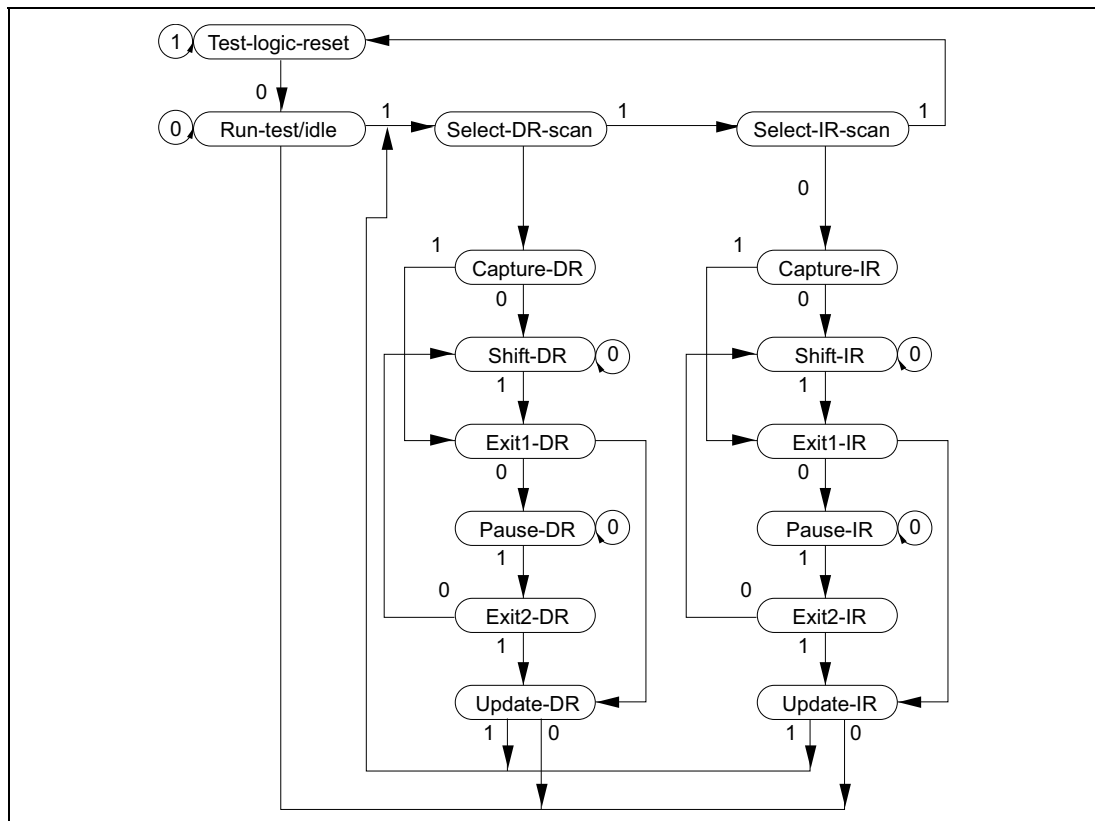 1 Test-logic-reset
0
1
0 Run-test/idle Select-DR-scan 1 Select-IR-scan 1
0
1 1
Capture-DR Capture-IR
0 0
Shift-DR 0 Shift-IR 0
1 1
Exit1-DR Exit1-IR
0 0
Pause-DR 0 Pause-IR 0
1 1
0 0
Exit2-DR Exit2-IR
1 1
Update-DR Update-IR
1 0 1 0